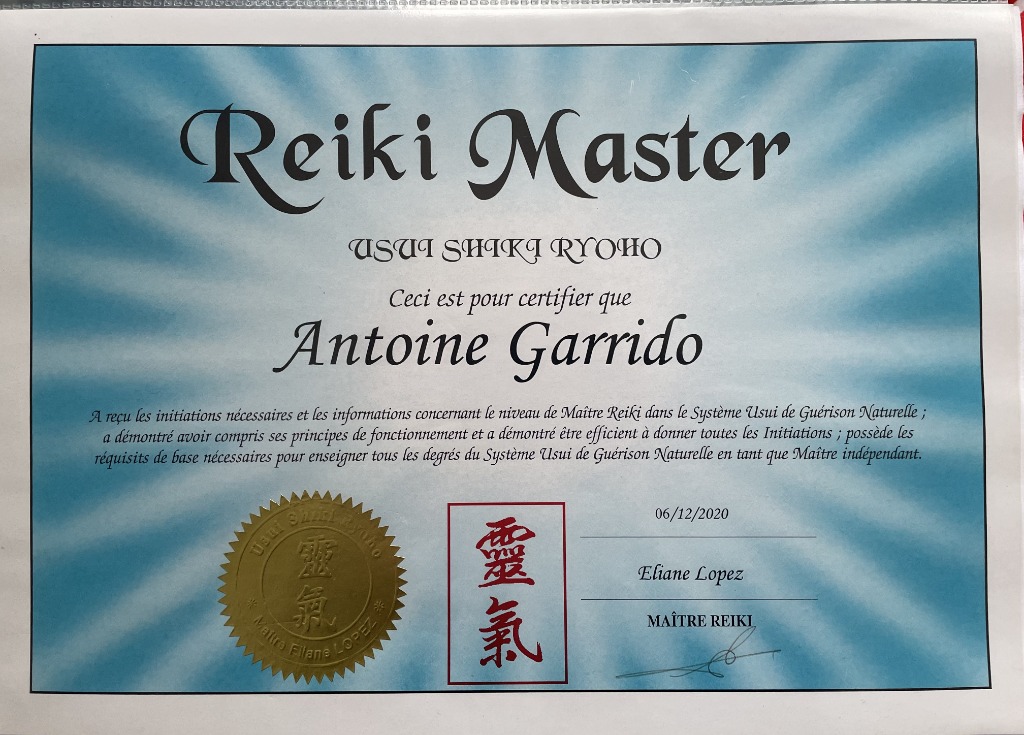 Reiki Master
USUI SHIKI RYOHO
Ceci est pour certifier que
Antoine Garrido
A reçu les initiations nécessaires et les informations concernant le niveau de Maître Reiki dans le Système Usui de Guérison Naturelle ;
a démontré avoir compris ses principes de fonctionnement et a démontré être efficient à donner toutes les Initiations ; possède les
réquisits de base nécessaires pour enseigner tous les degrés du Système Usui de Guérison Naturelle en tant que Maître indépendant.
Usui Shiki
靈
氣
Maître Eliane LOPEZ
靈
氣
06/12/2020
Eliane Lopez
MAÎTRE REIKI